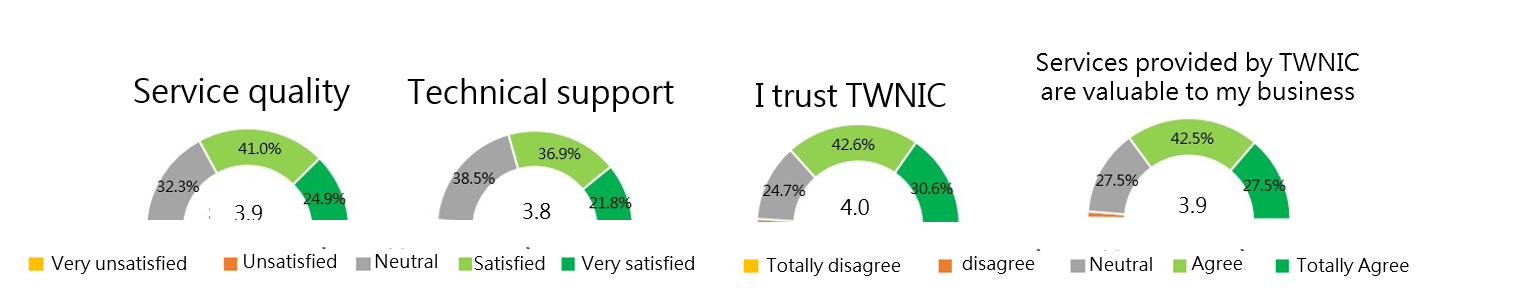 Service quality
41.0%
32.3%
24.9%
3.9
Technical support
36.9%
38.5%
21.8%
3.8
I trust TWNIC
42.6%
24.7%
30.6%
4.0
Services provided by TWNIC
are valuable to my business
42.5%
27.5%
27.5%
3.9
Very unsatisfied Unsatisfied Neutral Satisfied Very satisfied
Totally disagree disagree Neutral Agree Totally Agree